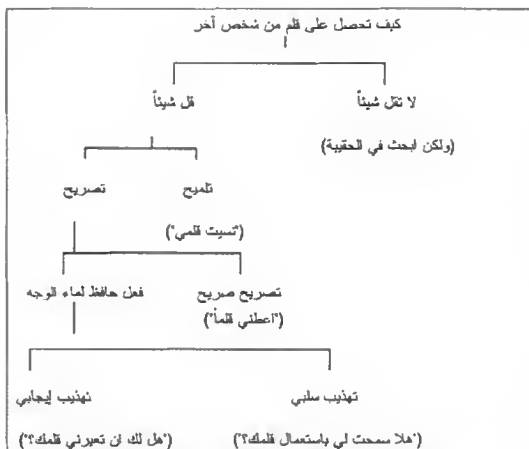 كيف تحصل على قلم من شخص آخر
لا تقل شيئاً
قل شيئاً
(ولكن ابحث في الحقيبة)
تلميح
تصريح
("نسيت قلمي")
تصريح صريح
فعل حافظ لماء الوجه
("اعطني قلماً")
تهذيب سلبي
تهذيب إيجابي
("هلا سمحت لي باستعمال قلمك؟")
("هل لك ان تعيرني قلمك؟")